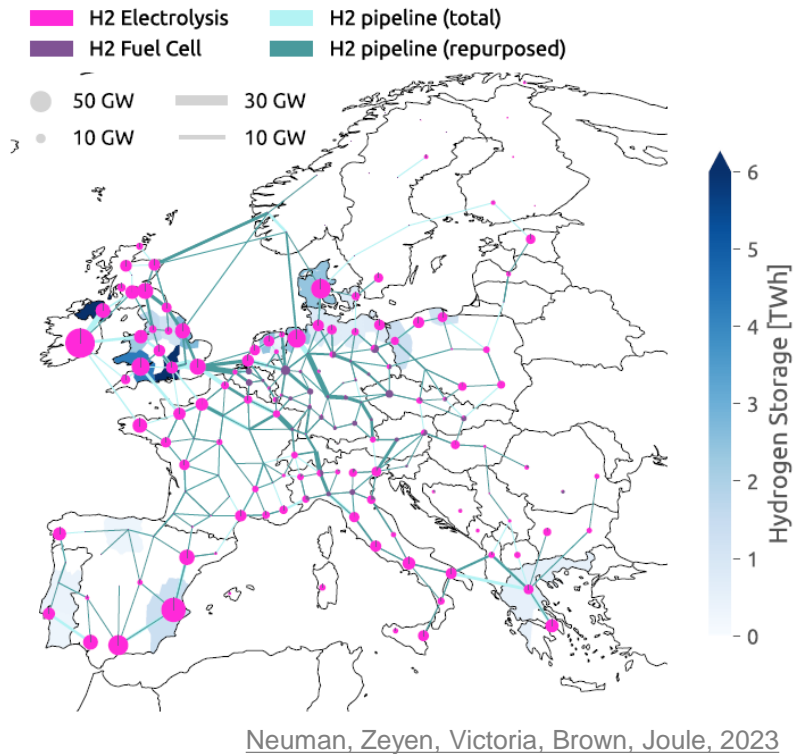 H2 Electrolysis
H2 Fuel Cell
H2 pipeline (total)
H2 pipeline (repurposed)
50 GW
10 GW
30 GW
10 GW
6
5
4
3
2
1
0
Hydrogen Storage [TWh]
Neuman, Zeyen, Victoria, Brown, Joule, 2023